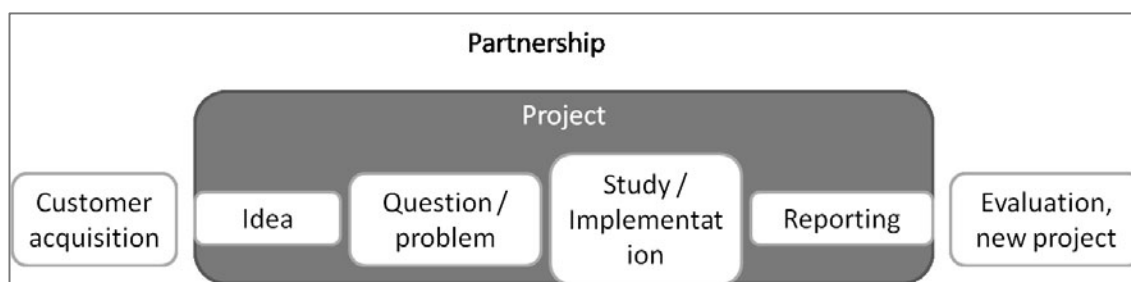 Partnership
Project
Customer
acquisition
Idea
Question /
problem
Study /
Implementat
ion
Reporting
Evaluation,
new project